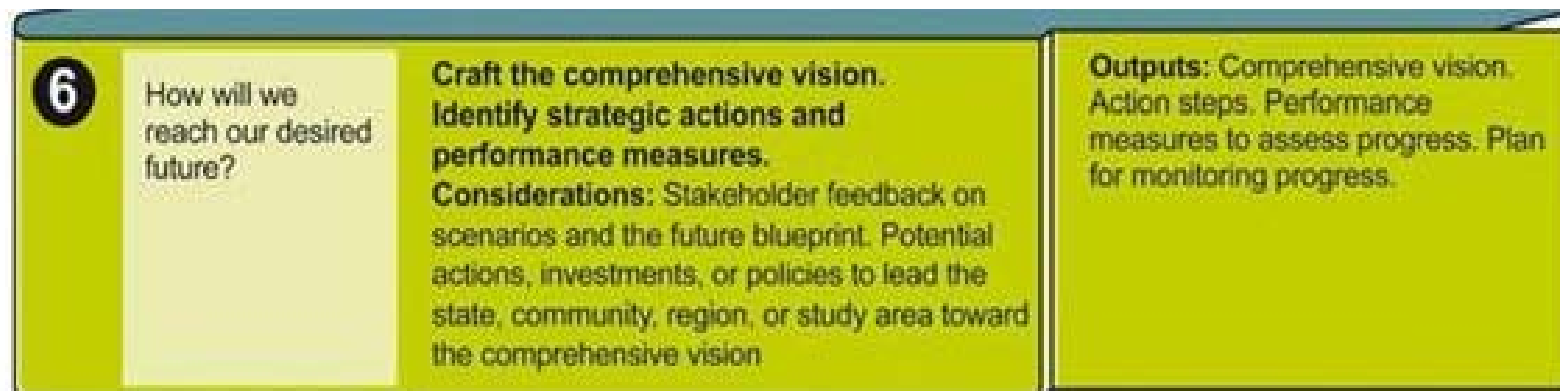 6
How will we
reach our desired
future?
Craft the comprehensive vision.
Identify strategic actions and
performance measures.
Considerations: Stakeholder feedback on
scenarios and the future blueprint. Potential
actions, investments, or policies to lead the
state, community, region, or study area toward
the comprehensive vision
Outputs: Comprehensive vision.
Action steps. Performance
measures to assess progress. Plan
for monitoring progress.